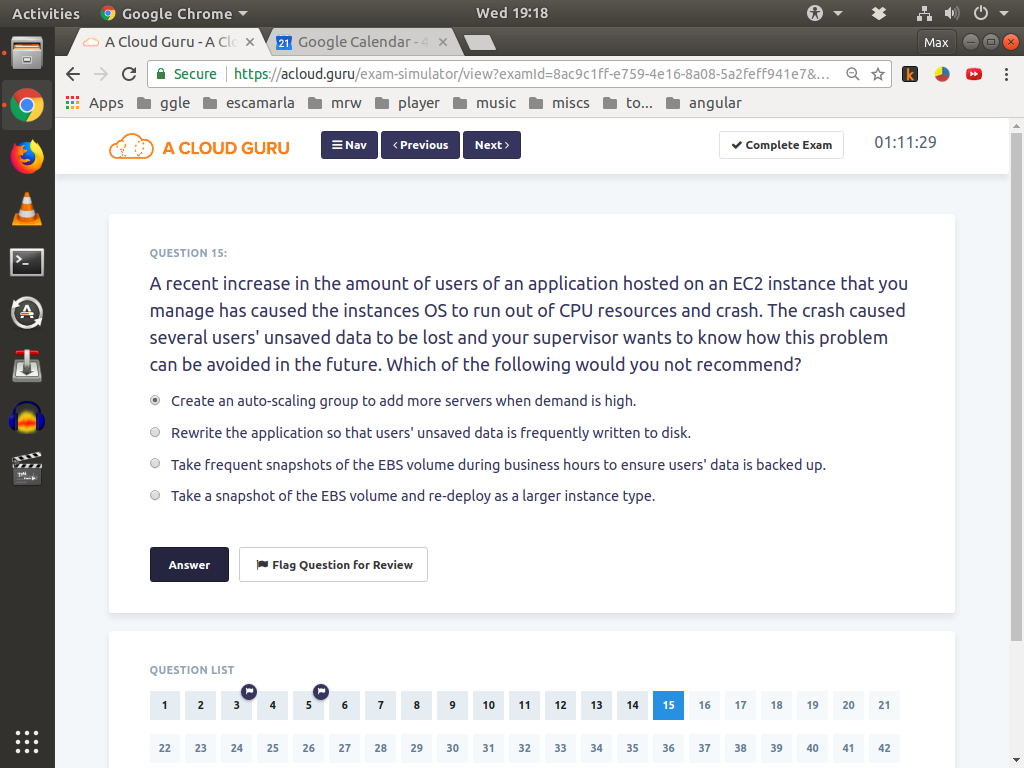 Activities Google Chrome Wed 19:18
A Cloud Guru - A Clo Google Calendar - 4 Max
Secure https://acloud.guru/exam-simulator/view?examId=8ac9c1ff-e759-4e16-8a08-5a2feff941e7&...
Apps ggle escamarla mrw player music miscs to... angular
A CLOUD GURU Nav Previous Next Complete Exam 01:11:29
QUESTION 15:
A recent increase in the amount of users of an application hosted on an EC2 instance that you
manage has caused the instances OS to run out of CPU resources and crash. The crash caused
several users' unsaved data to be lost and your supervisor wants to know how this problem
can be avoided in the future. Which of the following would you not recommend?
Create an auto-scaling group to add more servers when demand is high.
Rewrite the application so that users' unsaved data is frequently written to disk.
Take frequent snapshots of the EBS volume during business hours to ensure users' data is backed up.
Take a snapshot of the EBS volume and re-deploy as a larger instance type.
Answer Flag Question for Review
QUESTION LIST
1 2 3 4 5 6 7 8 9 10 11 12 13 14 15 16 17 18 19 20 21
22 23 24 25 26 27 28 29 30 31 32 33 34 35 36 37 38 39 40 41 42